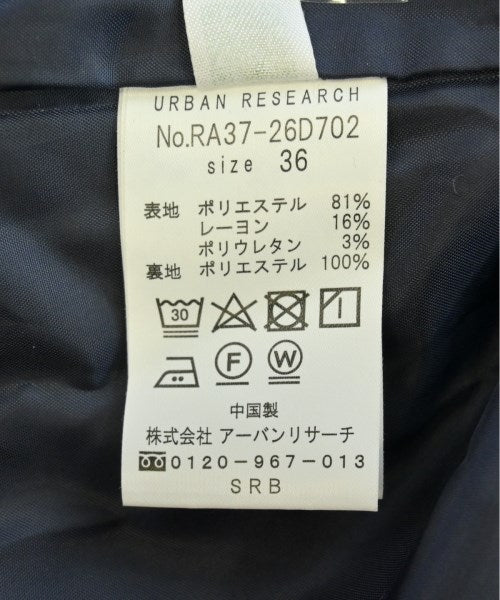 URBAN RESEARCH
No.RA37-26D702
size 36
表地 ポリエステル 81%
レーヨン 16%
ポリウレタン 3%
裏地 ポリエステル 100%
30
F W
中国製
株式会社 アーバンリサーチ
0120-967-013
SRB